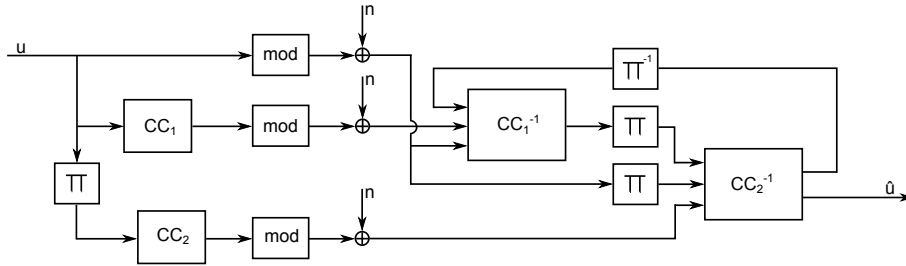 n
u
mod
∏⁻¹
n
CC₁
mod
CC₁⁻¹
∏
∏
∏
CC₂⁻¹
û
n
CC₂
mod